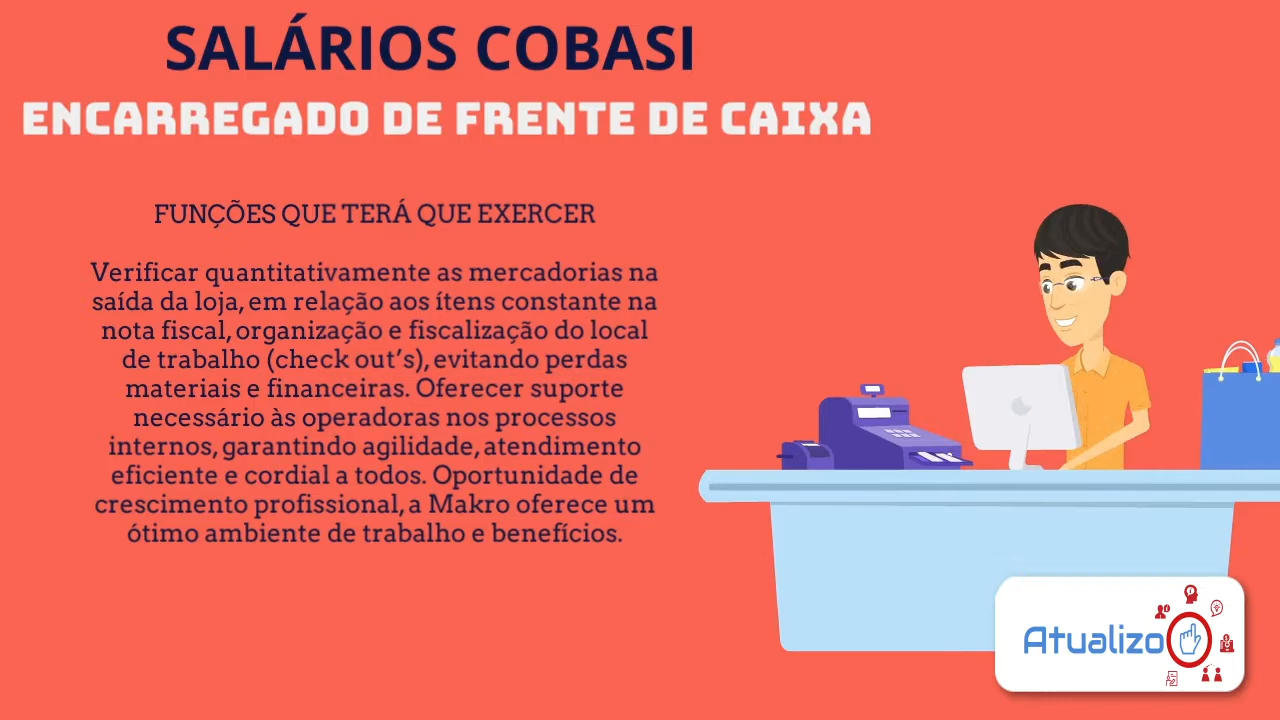 SALÁRIOS COBASI
ENCARREGADO DE FRENTE DE CAIXA
FUNÇÕES QUE TERÁ QUE EXERCER
Verificar quantitativamente as mercadorias na
saída da loja, em relação aos ítens constante na
nota fiscal, organização e fiscalização do local
de trabalho (check out’s), evitando perdas
materiais e financeiras. Oferecer suporte
necessário às operadoras nos processos
internos, garantindo agilidade, atendimento
eficiente e cordial a todos. Oportunidade de
crescimento profissional, a Makro oferece um
ótimo ambiente de trabalho e benefícios.
Atualizo